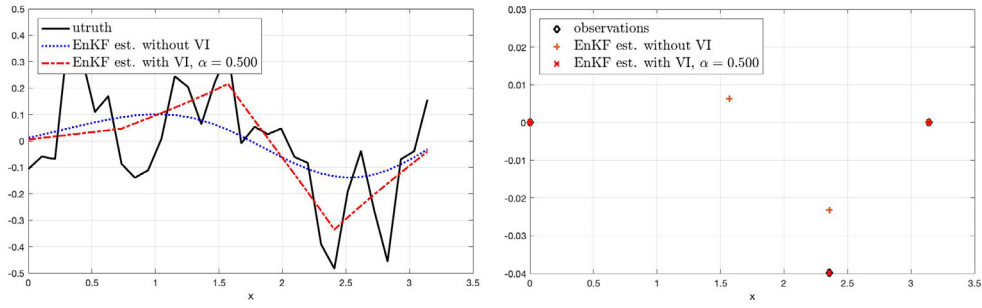 0.5
0.4
0.3
0.2
0.1
0
-0.1
-0.2
-0.3
-0.4
-0.5
utruth
EnKF est. without VI
EnKF est. with VI, α = 0.500
0 0.5 1 1.5 2 2.5 3 3.5
x
0.03
0.02
0.01
0
-0.01
-0.02
-0.03
-0.04
observations
EnKF est. without VI
EnKF est. with VI, α = 0.500
0 0.5 1 1.5 2 2.5 3 3.5
x